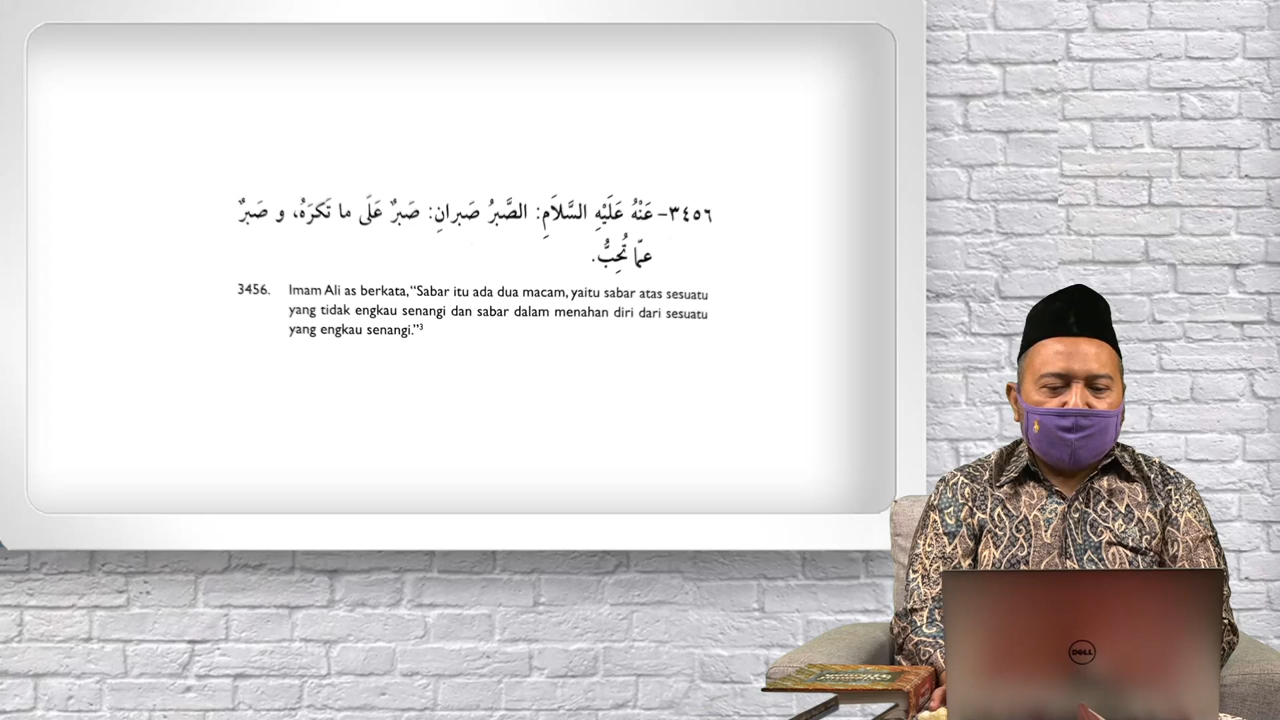 ٣٤٥٦- عَنْهُ عَلَيْهِ السَّلاَمِ: الصَّبرُ صَبرانِ: صَبرٌ عَلَى ما تَكرَهُ، و صَبرٌ
عمّا تُحِبُّ.
3456. Imam Ali as berkata, “Sabar itu ada dua macam, yaitu sabar atas sesuatu
yang tidak engkau senangi dan sabar dalam menahan diri dari sesuatu
yang engkau senangi.”³
DELL